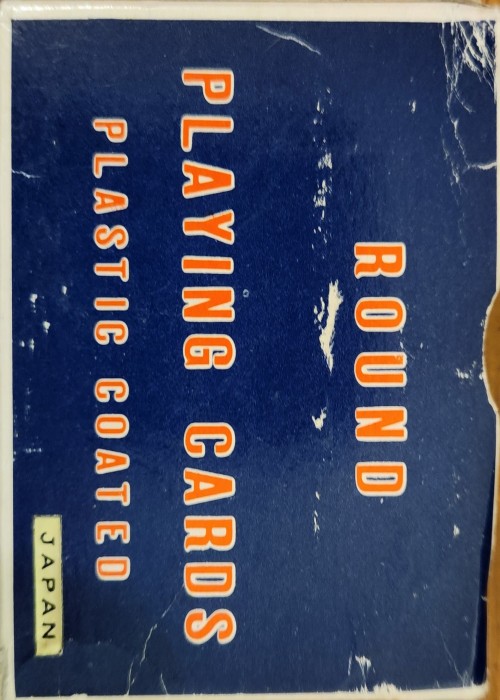 ROUND
PLAYING CARDS
PLASTIC COATED
JAPAN